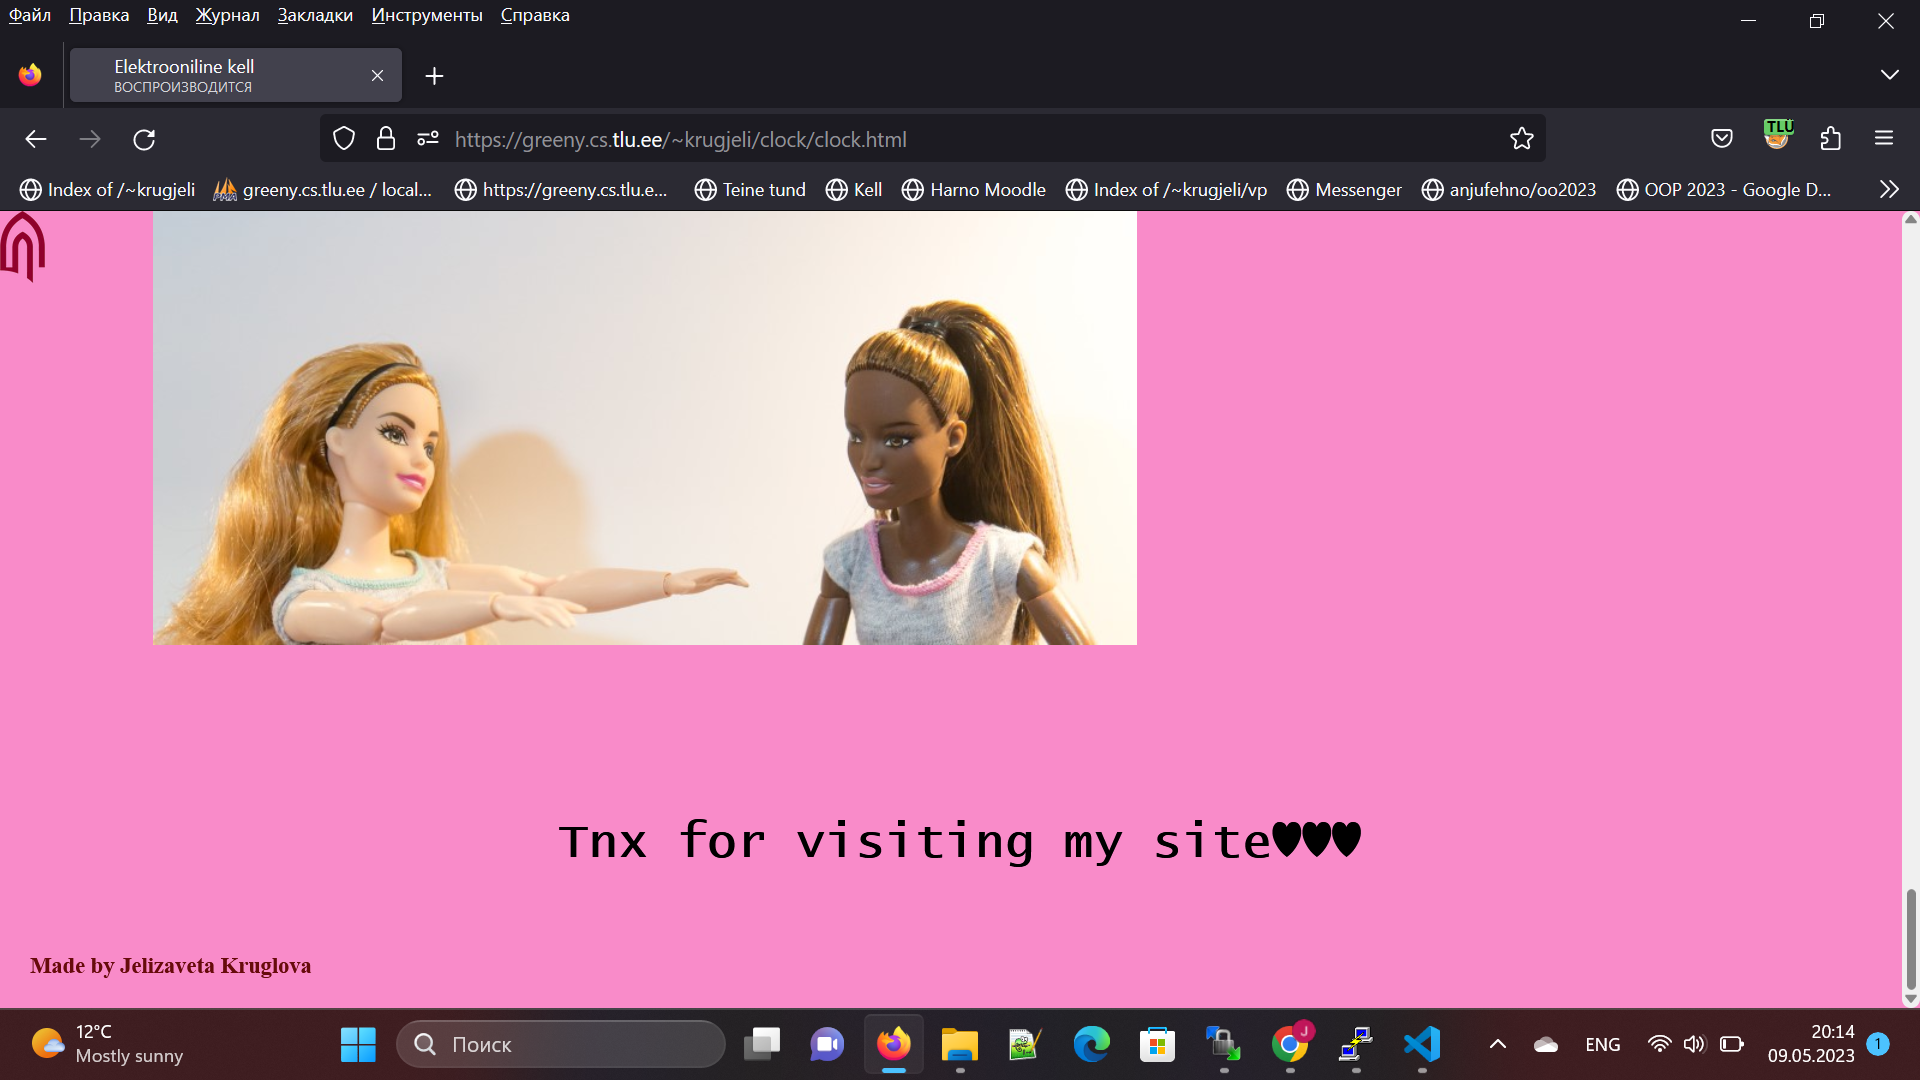 Файл Правка Вид Журнал Закладки Инструменты Справка
Elektrooniline kell
ВОСПРОИЗВОДИТСЯ
https://greeny.cs.tlu.ee/~krugjeli/clock/clock.html
TLU
Index of /~krugjeli greeny.cs.tlu.ee / local... https://greeny.cs.tlu.e... Teine tund Kell Harno Moodle Index of /~krugjeli/vp Messenger anjufehno/oo2023 OOP 2023 - Google D...
Tnx for visiting my site♥♥♥
Made by Jelizaveta Kruglova
12°C
Mostly sunny
Поиск
J
ENG
20:14
09.05.2023
1